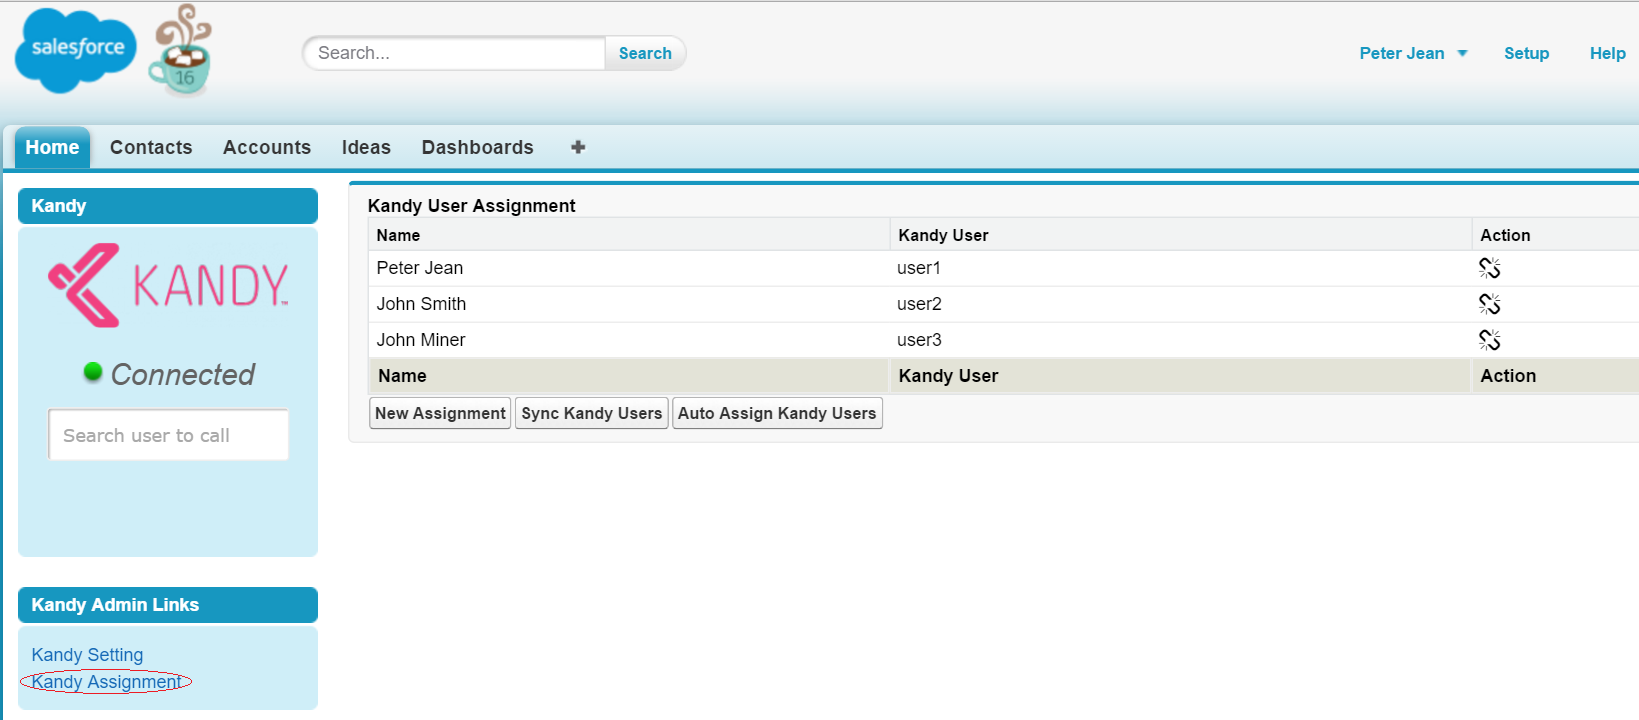 salesforce 16 Search... Search Peter Jean Setup Help
Home Contacts Accounts Ideas Dashboards +
Kandy
KANDY™
Connected
Search user to call
Kandy Admin Links
Kandy Setting
Kandy Assignment
Kandy User Assignment
Name Kandy User Action
Peter Jean user1
John Smith user2
John Miner user3
Name Kandy User Action
New Assignment Sync Kandy Users Auto Assign Kandy Users